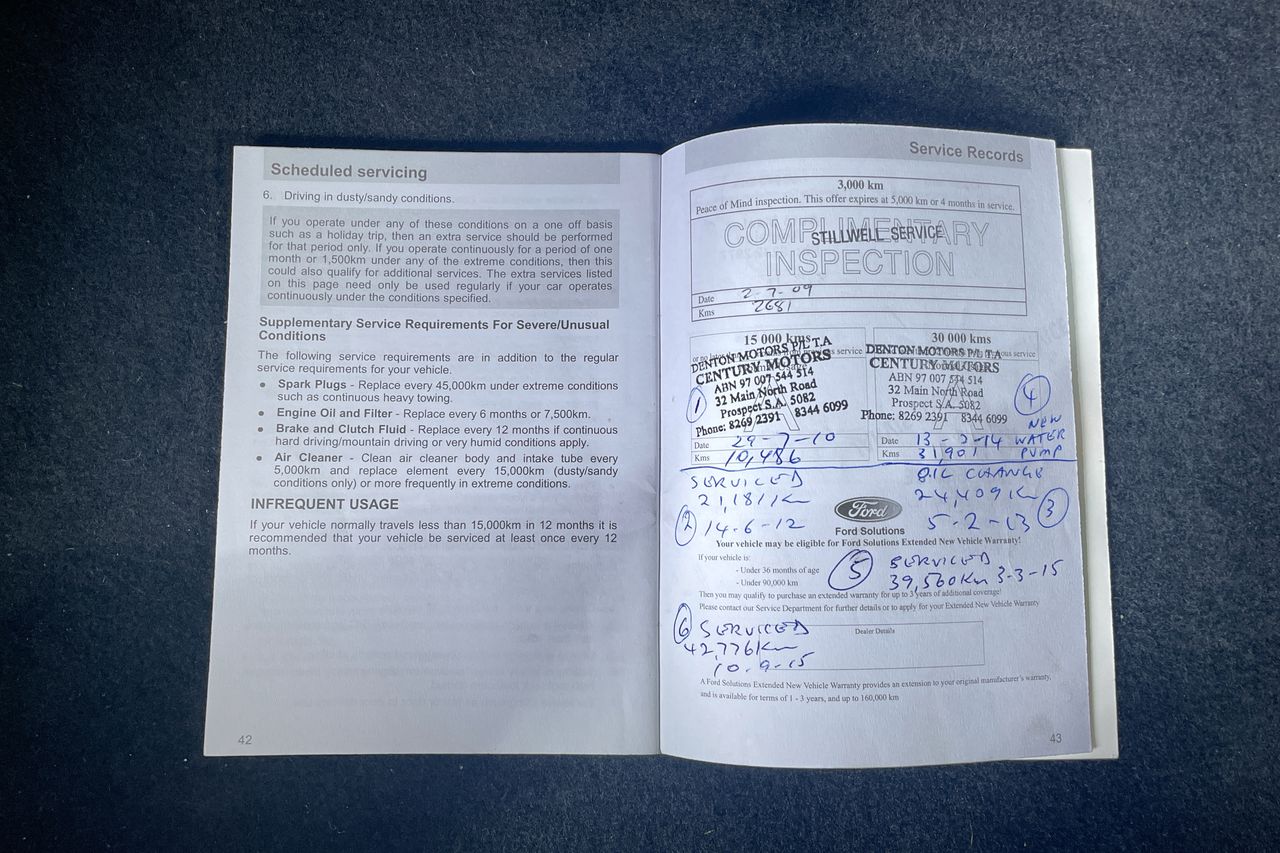 Scheduled servicing
6. Driving in dusty/sandy conditions.
If you operate under any of these conditions on a one off basis
such as a holiday trip, then an extra service should be performed
for that period only. If you operate continuously for a period of one
month or 1,500km under any of the extreme conditions, then this
could also qualify for additional services. The extra services listed
on this page need only be used regularly if your car operates
continuously under the conditions specified.
Supplementary Service Requirements For Severe/Unusual
Conditions
The following service requirements are in addition to the regular
service requirements for your vehicle.
● Spark Plugs - Replace every 45,000km under extreme conditions
such as continuous heavy towing.
● Engine Oil and Filter - Replace every 6 months or 7,500km.
● Brake and Clutch Fluid - Replace every 12 months if continuous
hard driving/mountain driving or very humid conditions apply.
● Air Cleaner - Clean air cleaner body and intake tube every
5,000km and replace element every 15,000km (dusty/sandy
conditions only) or more frequently in extreme conditions.
INFREQUENT USAGE
If your vehicle normally travels less than 15,000km in 12 months it is
recommended that your vehicle be serviced at least once every 12
months.
42
Service Records
3,000 km
Peace of Mind inspection. This offer expires at 5,000 km or 4 months in service.
COMPLIMENTARY
STILLWELL SERVICE
INSPECTION
Date 2-7-09
Kms 2681
15 000 kms
DENTON MOTORS P/L T.A
CENTURY MOTORS
ABN 97 007 544 514
32 Main North Road
Prospect S.A. 5082
Phone: 8269 2391 8344 6099
1
Date 29-7-10
Kms 10,486
30 000 kms
DENTON MOTORS P/L T.A
CENTURY MOTORS
ABN 97 007 544 514
32 Main North Road
Prospect S.A. 5082
Phone: 8269 2391 8344 6099
4
NEW
WATER
PUMP
Date 13-2-14
Kms 31,901
SERVICED
21,181km
2 14-6-12
OIL CHANGE
24,409km
5-2-13 3
Ford
Ford Solutions
Your vehicle may be eligible for Ford Solutions Extended New Vehicle Warranty!
If your vehicle is:
- Under 36 months of age
- Under 90,000 km
5 SERVICED
39,560km 3-3-15
Then you may qualify to purchase an extended warranty for up to 3 years of additional coverage!
Please contact our Service Department for further details or to apply for your Extended New Vehicle Warranty
6 SERVICED
42,776km
10.9-15
Dealer Details
A Ford Solutions Extended New Vehicle Warranty provides an extension to your original manufacturer's warranty,
and is available for terms of 1 - 3 years, and up to 160,000 km
43